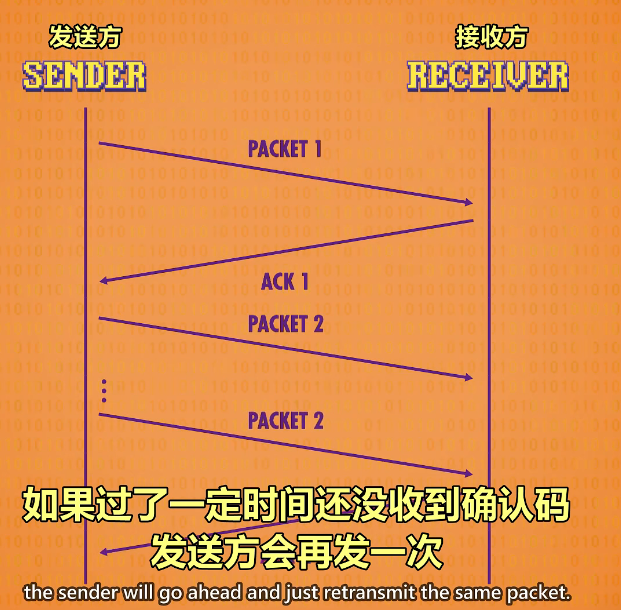 发送方
接收方
SENDER
RECEIVER
PACKET 1
ACK 1
PACKET 2
PACKET 2
如果过了一定时间还没收到确认码
发送方会再发一次
the sender will go ahead and just retransmit the same packet.